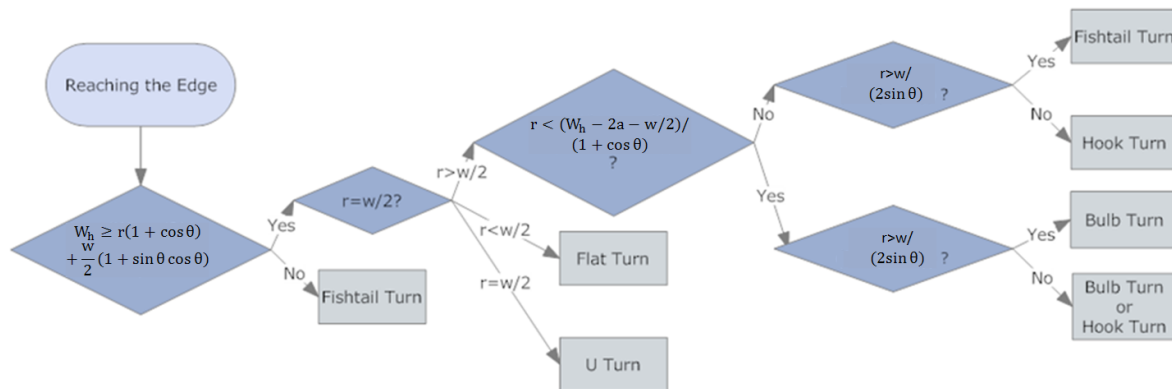 Reaching the Edge
W_h ≥ r(1 + cos θ)
+ w/2 (1 + sin θ cos θ)
Yes
No
Fishtail Turn
r=w/2?
r>w/2
r<w/2
r=w/2
Flat Turn
U Turn
r < (W_h − 2a − w/2)/
(1 + cos θ)
?
No
Yes
r>w/
(2sin θ) ?
Yes
No
Fishtail Turn
Hook Turn
r>w/
(2sin θ) ?
Yes
No
Bulb Turn
Bulb Turn
or
Hook Turn